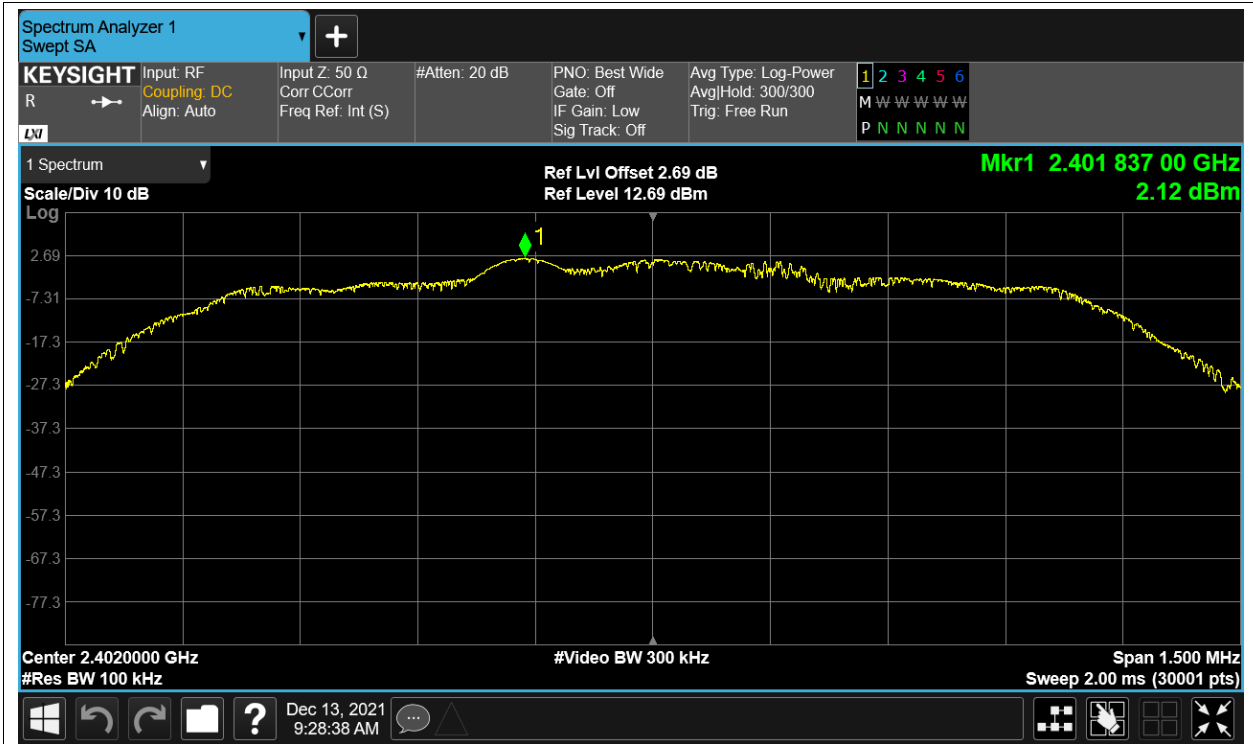 Spectrum Analyzer 1
Swept SA
KEYSIGHT
R
LXI
Input: RF
Coupling: DC
Align: Auto
Input Z: 50 Ω
Corr CCorr
Freq Ref: Int (S)
#Atten: 20 dB
PNO: Best Wide
Gate: Off
IF Gain: Low
Sig Track: Off
Avg Type: Log-Power
Avg|Hold: 300/300
Trig: Free Run
1 2 3 4 5 6
M W W W W W
P N N N N N
1 Spectrum
Scale/Div 10 dB
Log
Ref Lvl Offset 2.69 dB
Ref Level 12.69 dBm
Mkr1 2.401 837 00 GHz
2.12 dBm
1
2.69
-7.31
-17.3
-27.3
-37.3
-47.3
-57.3
-67.3
-77.3
Center 2.4020000 GHz
#Res BW 100 kHz
#Video BW 300 kHz
Span 1.500 MHz
Sweep 2.00 ms (30001 pts)
?
Dec 13, 2021
9:28:38 AM